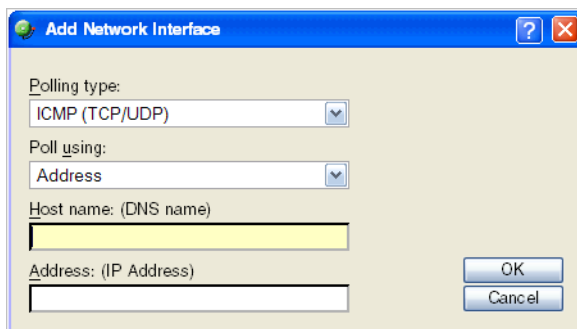 Add Network Interface
Polling type:
ICMP (TCP/UDP)
Poll using:
Address
Host name: (DNS name)
Address: (IP Address)
OK
Cancel